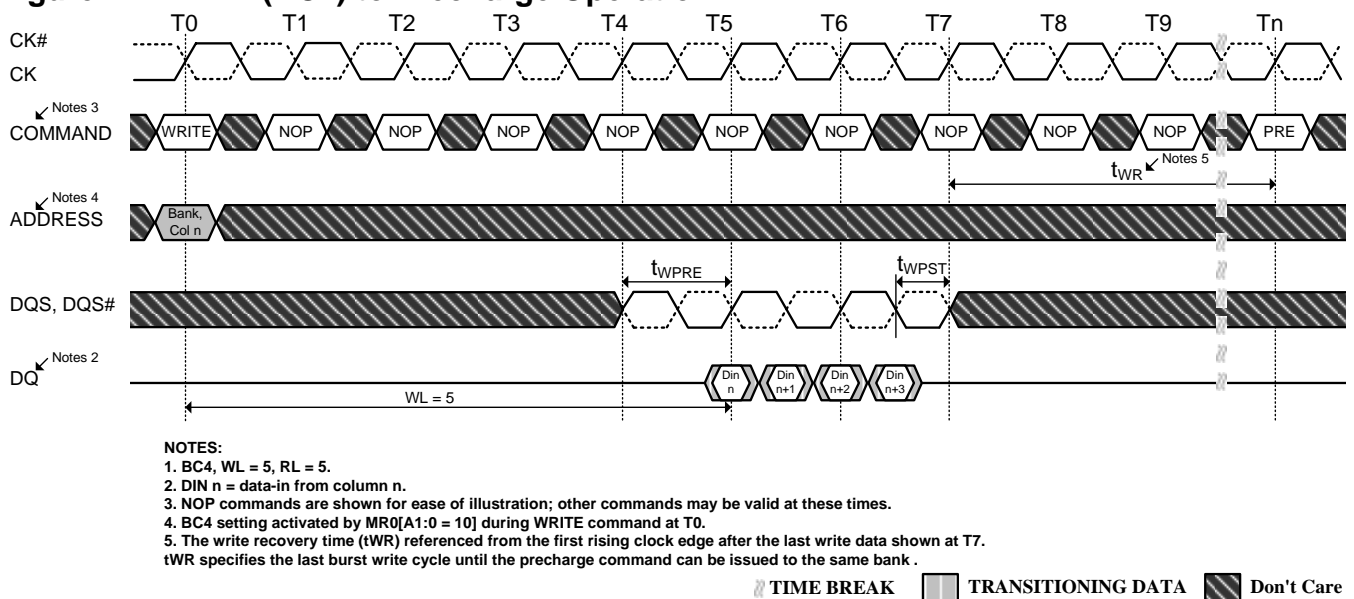 T0 T1 T2 T3 T4 T5 T6 T7 T8 T9 Tn
CK#
CK
Notes 3
COMMAND
WRITE NOP NOP NOP NOP NOP NOP NOP NOP NOP PRE
tWR
Notes 5
Notes 4
ADDRESS
Bank,
Col n
tWPRE
tWPST
DQS, DQS#
Notes 2
DQ
Din
n
Din
n+1
Din
n+2
Din
n+3
WL = 5
NOTES:
1. BC4, WL = 5, RL = 5.
2. DIN n = data-in from column n.
3. NOP commands are shown for ease of illustration; other commands may be valid at these times.
4. BC4 setting activated by MR0[A1:0 = 10] during WRITE command at T0.
5. The write recovery time (tWR) referenced from the first rising clock edge after the last write data shown at T7.
tWR specifies the last burst write cycle until the precharge command can be issued to the same bank .
TIME BREAK TRANSITIONING DATA Don't Care